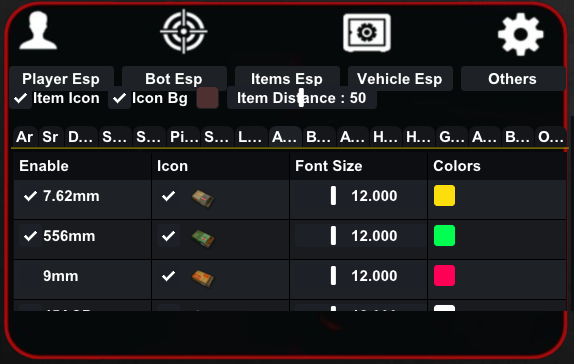 Player Esp Bot Esp Items Esp Vehicle Esp Others
Item Icon Icon Bg Item Distance : 50
Ar Sr D... S... S... Pi... S... L... A... B... A... H... H... G... A... B... O...
Enable Icon Font Size Colors
7.62mm 12.000
556mm 12.000
9mm 12.000